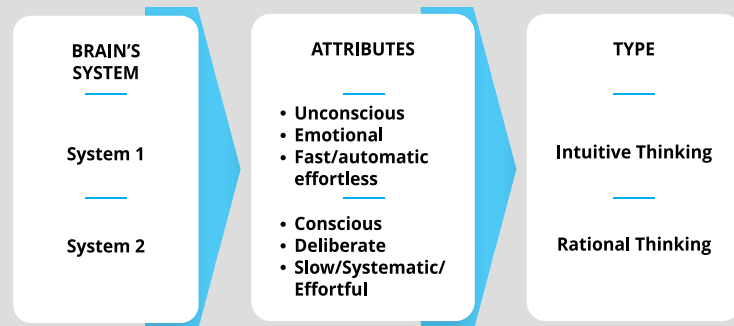 BRAIN'S
SYSTEM
System 1
System 2
ATTRIBUTES
• Unconscious
• Emotional
• Fast/automatic
effortless
• Conscious
• Deliberate
• Slow/Systematic/
Effortful
TYPE
Intuitive Thinking
Rational Thinking